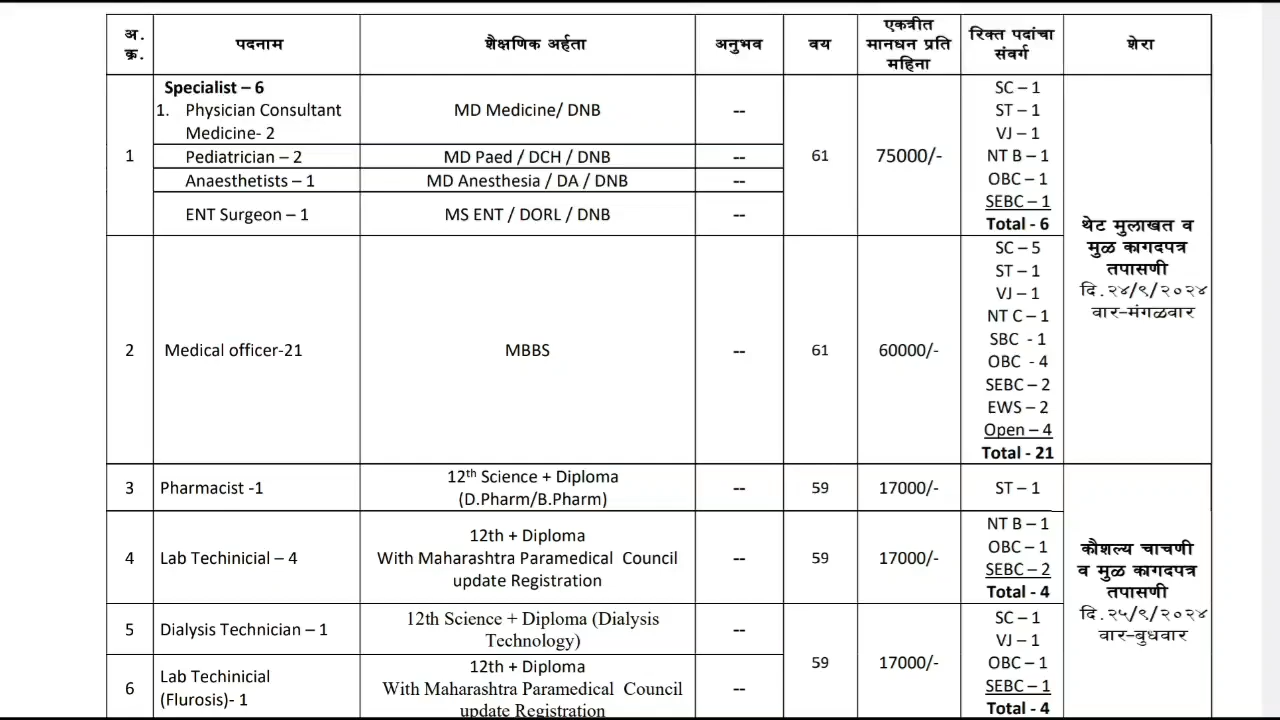 अ. क्र.
पदनाम
शैक्षणिक अर्हता
अनुभव
वय
एकत्रीत
मानधन प्रति
महिना
रिक्त पदांचा
संवर्ग
शेरा
1
Specialist – 6
1. Physician Consultant
Medicine- 2
MD Medicine/ DNB
--
Pediatrician – 2
MD Paed / DCH / DNB
--
Anaesthetists – 1
MD Anesthesia / DA / DNB
--
ENT Surgeon – 1
MS ENT / DORL / DNB
--
61
75000/-
SC – 1
ST – 1
VJ – 1
NT B – 1
OBC – 1
SEBC – 1
Total - 6
थेट मुलाखत व
मुळ कागदपत्र
तपासणी
दि.२४/९/२०२४
वार-मंगळवार
2
Medical officer-21
MBBS
--
61
60000/-
SC – 5
ST – 1
VJ – 1
NT C – 1
SBC - 1
OBC - 4
SEBC – 2
EWS – 2
Open – 4
Total - 21
3
Pharmacist -1
12th Science + Diploma
(D.Pharm/B.Pharm)
--
59
17000/-
ST – 1
कौशल्य चाचणी
व मुळ कागदपत्र
तपासणी
दि.२५/९/२०२४
वार-बुधवार
4
Lab Techinicial – 4
12th + Diploma
With Maharashtra Paramedical Council
update Registration
--
59
17000/-
NT B – 1
OBC – 1
SEBC – 2
Total - 4
5
Dialysis Technician – 1
12th Science + Diploma (Dialysis
Technology)
--
59
17000/-
SC – 1
VJ – 1
OBC – 1
SEBC – 1
Total - 4
6
Lab Techinicial
(Flurosis)- 1
12th + Diploma
With Maharashtra Paramedical Council
update Registration
--